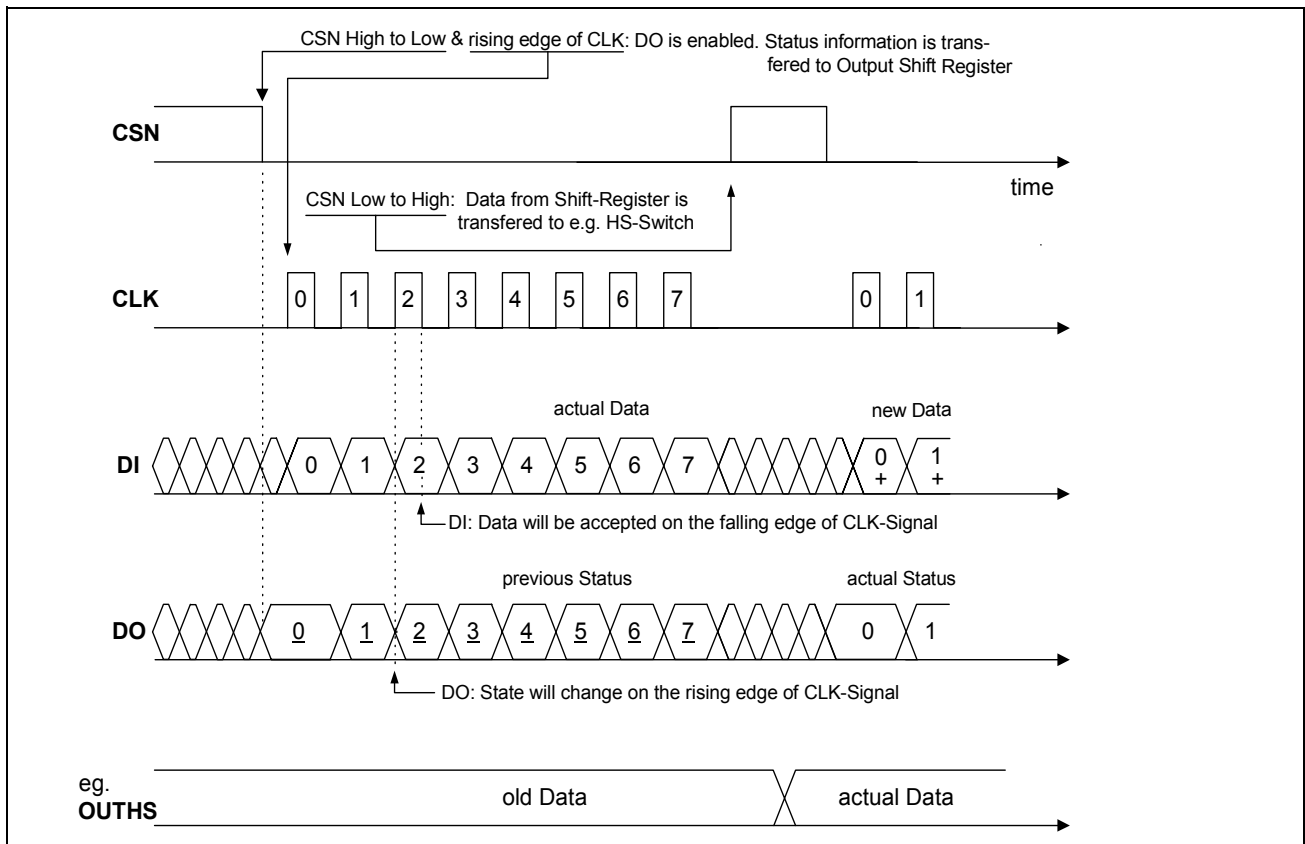 CSN High to Low & rising edge of CLK: DO is enabled. Status information is trans-
fered to Output Shift Register
CSN
time
CSN Low to High: Data from Shift-Register is
transfered to e.g. HS-Switch
CLK
0 1 2 3 4 5 6 7 0 1
actual Data new Data
DI
0 1 2 3 4 5 6 7 0 1
+ +
DI: Data will be accepted on the falling edge of CLK-Signal
previous Status actual Status
DO
0 1 2 3 4 5 6 7 0 1
DO: State will change on the rising edge of CLK-Signal
eg.
OUTHS
old Data actual Data